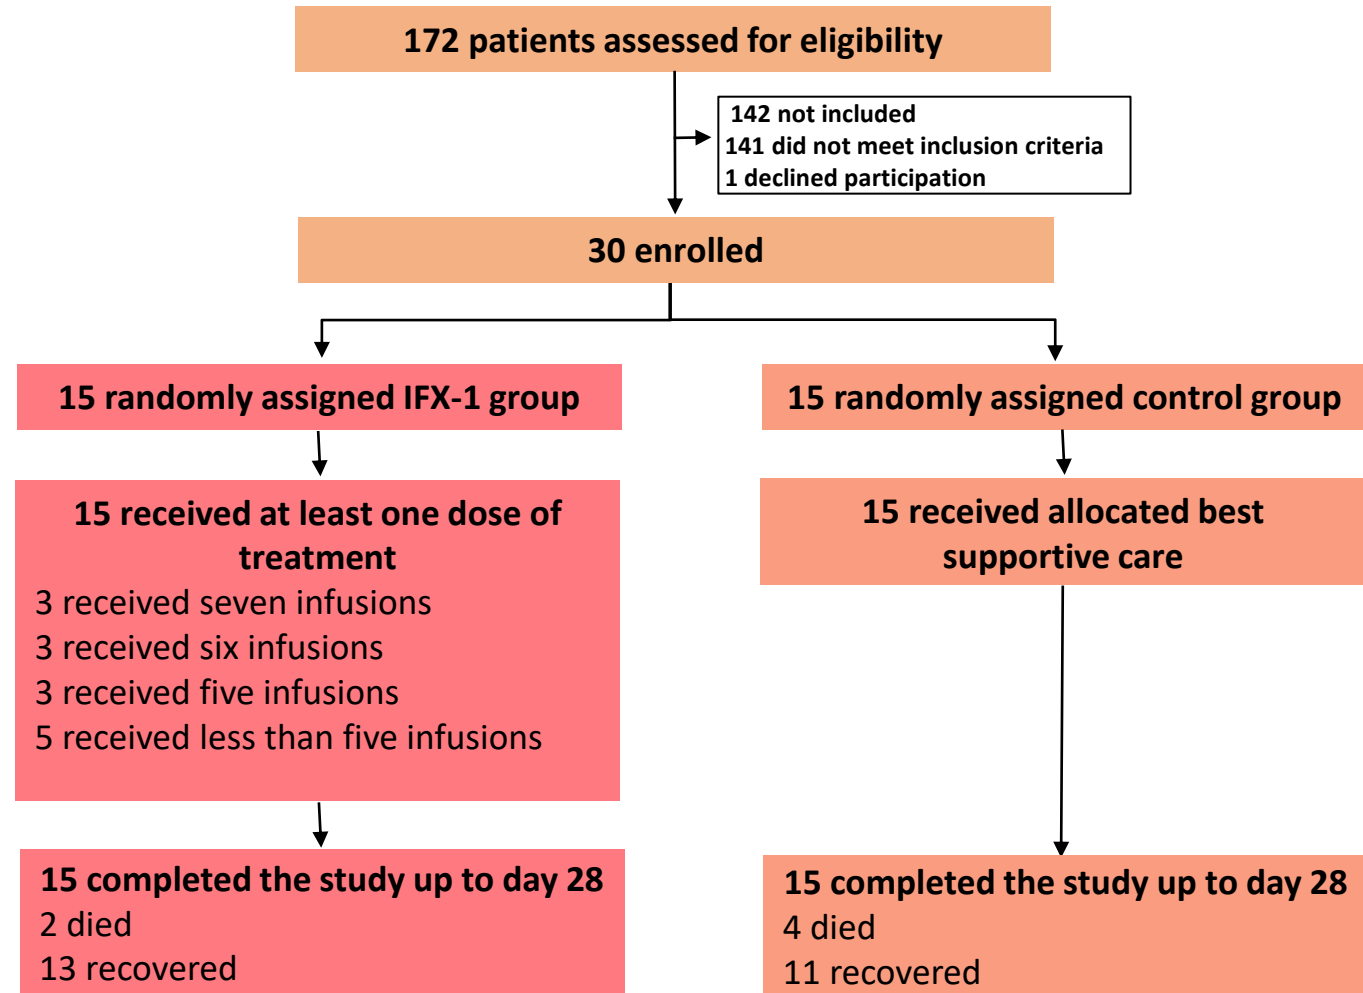 172 patients assessed for eligibility
142 not included
141 did not meet inclusion criteria
1 declined participation
30 enrolled
15 randomly assigned IFX-1 group
15 received at least one dose of
treatment
3 received seven infusions
3 received six infusions
3 received five infusions
5 received less than five infusions
15 completed the study up to day 28
2 died
13 recovered
15 randomly assigned control group
15 received allocated best
supportive care
15 completed the study up to day 28
4 died
11 recovered